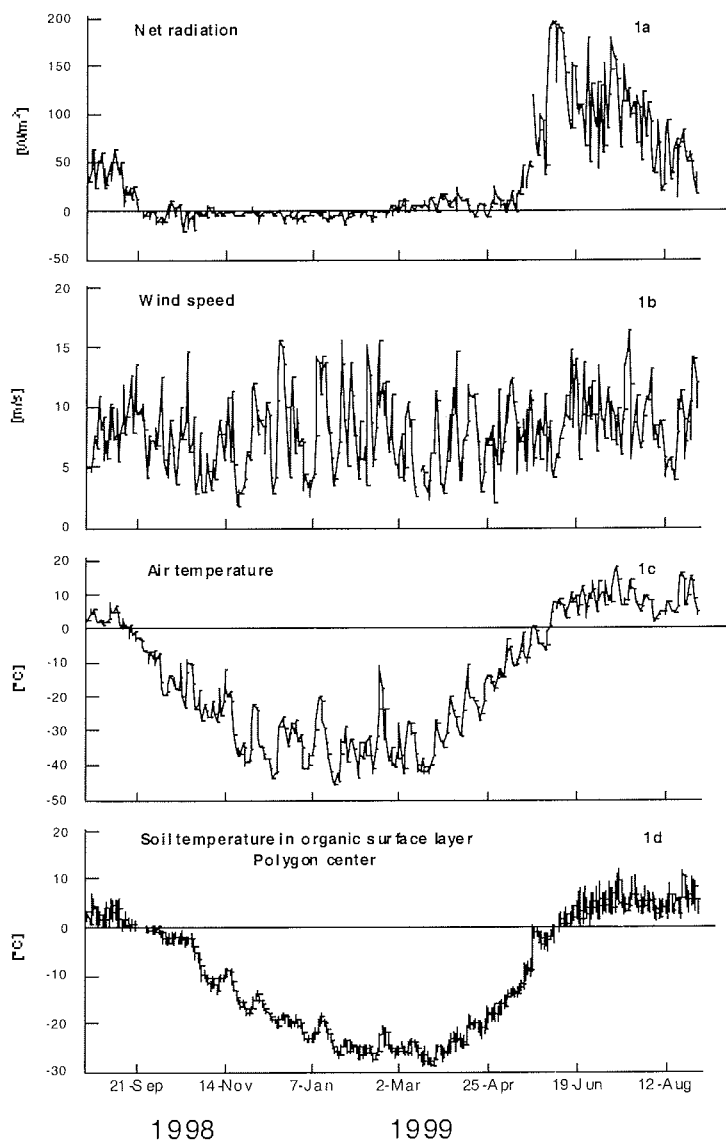 Net radiation
1a
[W/m⁻²]
200
150
100
50
0
-50
Wind speed
1b
[m/s]
20
15
10
5
0
Air temperature
1c
[°C]
20
10
0
-10
-20
-30
-40
-50
Soil temperature in organic surface layer
Polygon center
1d
[°C]
20
10
0
-10
-20
-30
21-Sep 14-Nov 7-Jan 2-Mar 25-Apr 19-Jun 12-Aug
1998 1999